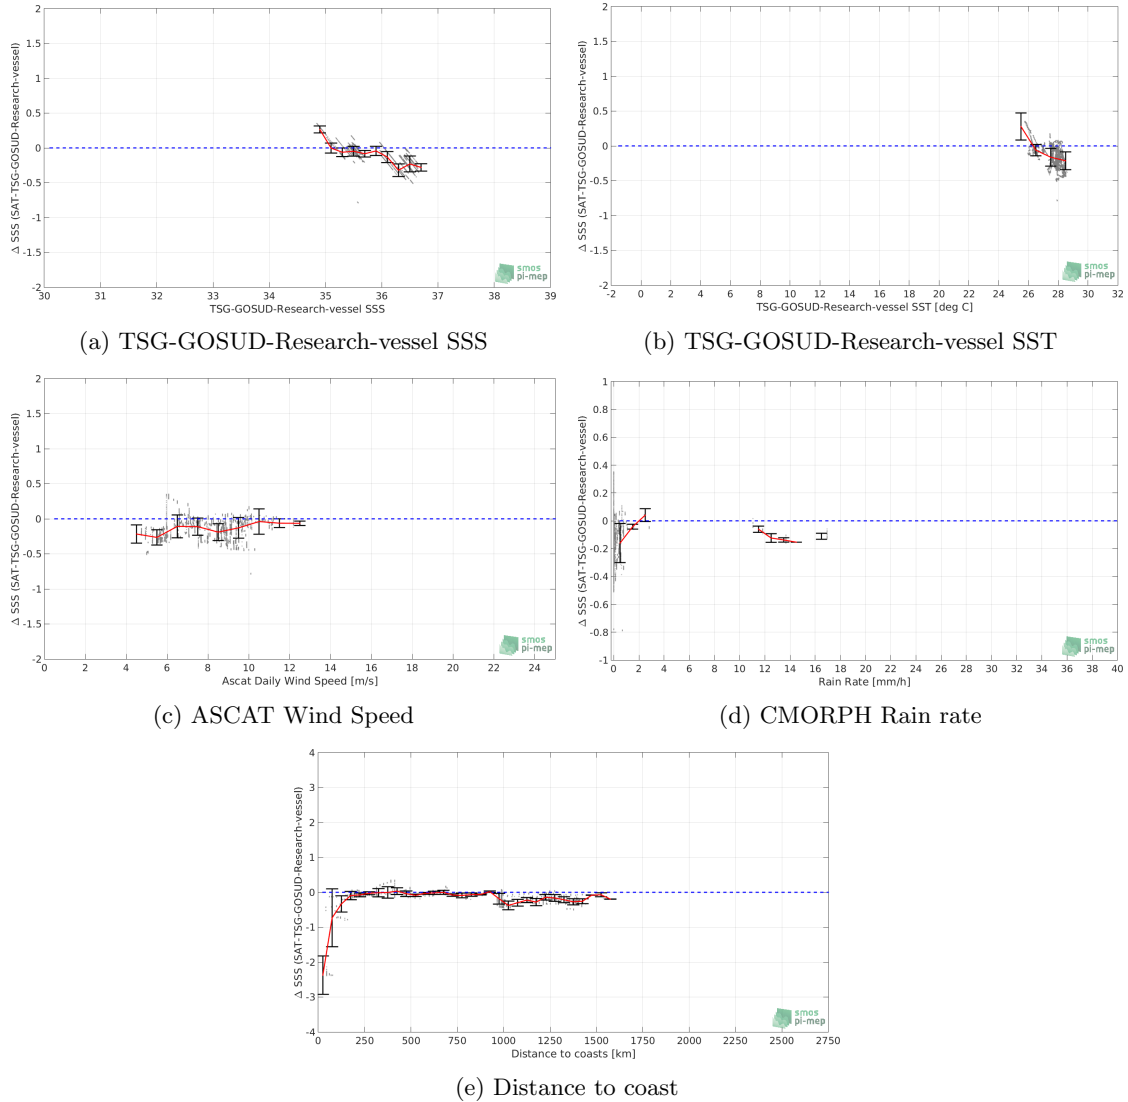 Δ SSS (SAT-TSG-GOSUD-Research-vessel)
2
1.5
1
0.5
0
-0.5
-1
-1.5
-2
30 31 32 33 34 35 36 37 38 39
TSG-GOSUD-Research-vessel SSS
smos
pi-mep
(a) TSG-GOSUD-Research-vessel SSS
Δ SSS (SAT-TSG-GOSUD-Research-vessel)
2
1.5
1
0.5
0
-0.5
-1
-1.5
-2
-2 0 2 4 6 8 10 12 14 16 18 20 22 24 26 28 30 32
TSG-GOSUD-Research-vessel SST [deg C]
smos
pi-mep
(b) TSG-GOSUD-Research-vessel SST
Δ SSS (SAT-TSG-GOSUD-Research-vessel)
2
1.5
1
0.5
0
-0.5
-1
-1.5
-2
0 2 4 6 8 10 12 14 16 18 20 22 24
Ascat Daily Wind Speed [m/s]
smos
pi-mep
(c) ASCAT Wind Speed
Δ SSS (SAT-TSG-GOSUD-Research-vessel)
1
0.8
0.6
0.4
0.2
0
-0.2
-0.4
-0.6
-0.8
-1
0 2 4 6 8 10 12 14 16 18 20 22 24 26 28 30 32 34 36 38 40
Rain Rate [mm/h]
smos
pi-mep
(d) CMORPH Rain rate
Δ SSS (SAT-TSG-GOSUD-Research-vessel)
4
3
2
1
0
-1
-2
-3
-4
0 250 500 750 1000 1250 1500 1750 2000 2250 2500 2750
Distance to coasts [km]
smos
pi-mep
(e) Distance to coast